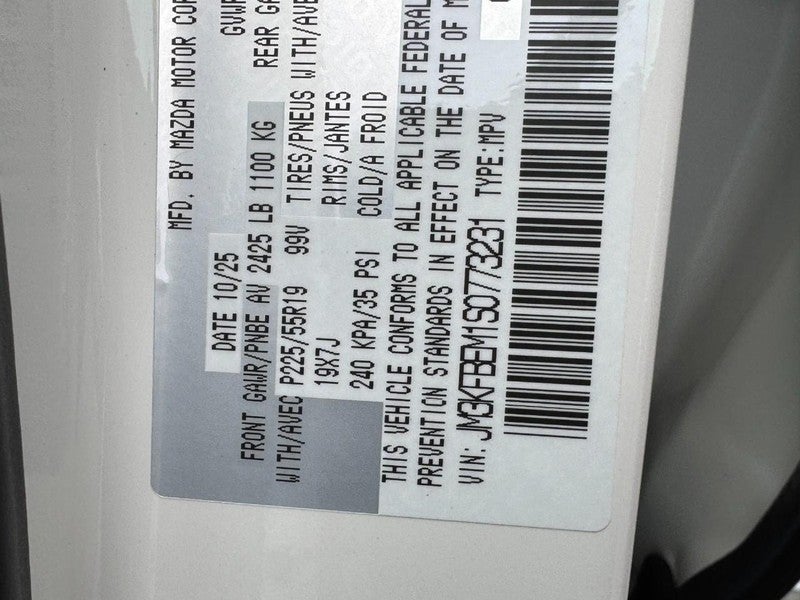 MFD. BY MAZDA MOTOR COR
DATE 10/25 GVWR
FRONT GAWR/PNBE AV 2425 LB 1100 KG REAR GA
WITH/AVEC P225/55R19 99V TIRES/PNEUS WITH/AVE
19X7J RIMS/JANTES
240 KPA/35 PSI COLD/A FROID
THIS VEHICLE CONFORMS TO ALL APPLICABLE FEDERAL
PREVENTION STANDARDS IN EFFECT ON THE DATE OF M
VIN: JM3KFBEM1S0773231 TYPE:MPV